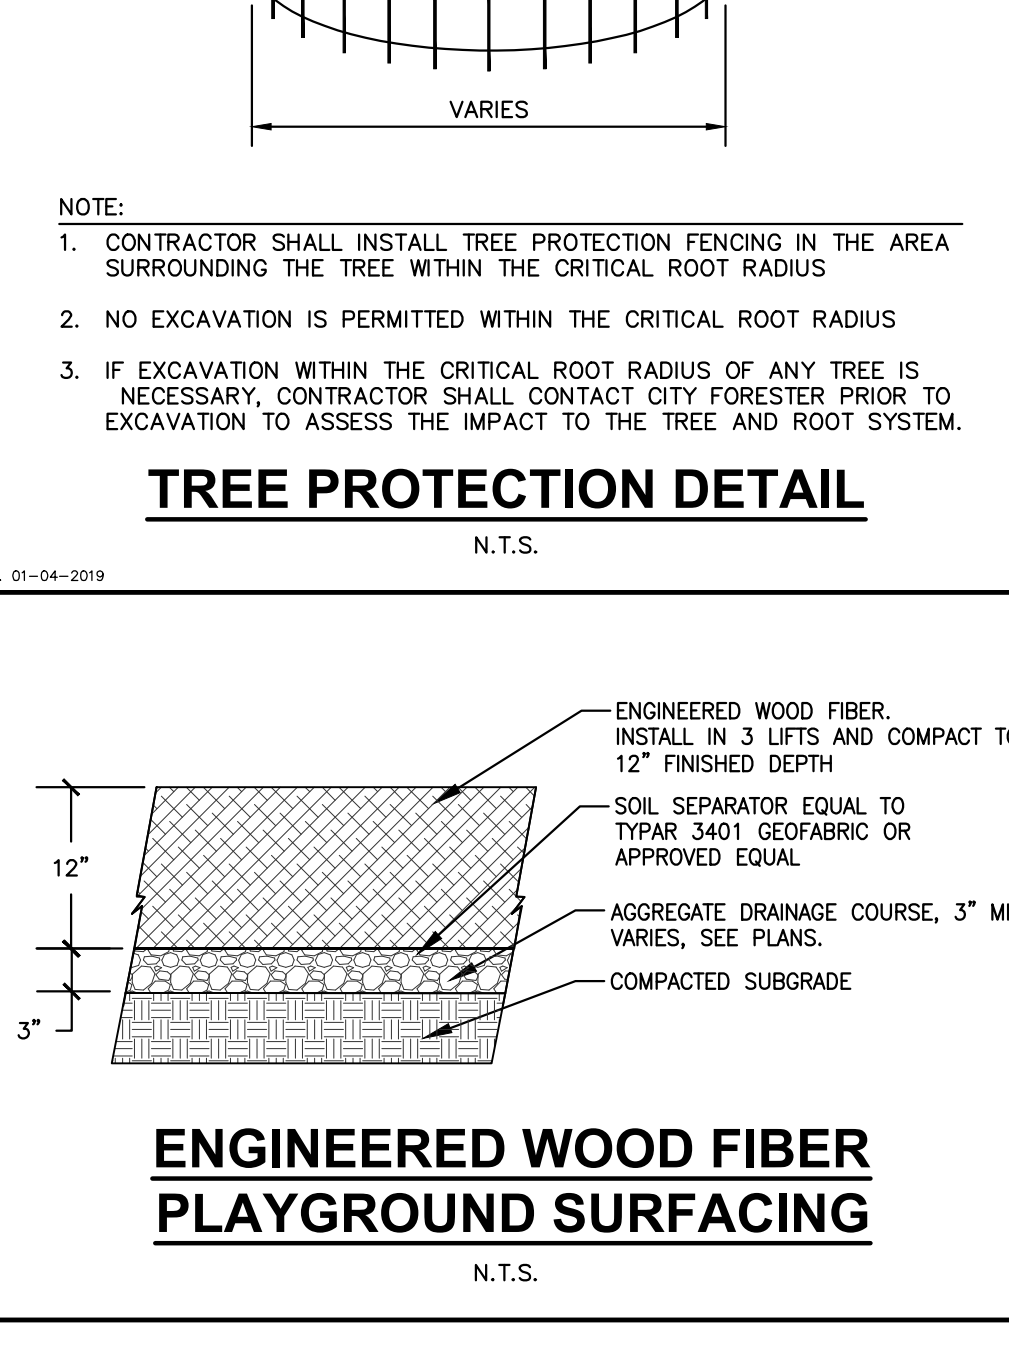 VARIES
NOTE:
1. CONTRACTOR SHALL INSTALL TREE PROTECTION FENCING IN THE AREA
SURROUNDING THE TREE WITHIN THE CRITICAL ROOT RADIUS
2. NO EXCAVATION IS PERMITTED WITHIN THE CRITICAL ROOT RADIUS
3. IF EXCAVATION WITHIN THE CRITICAL ROOT RADIUS OF ANY TREE IS
NECESSARY, CONTRACTOR SHALL CONTACT CITY FORESTER PRIOR TO
EXCAVATION TO ASSESS THE IMPACT TO THE TREE AND ROOT SYSTEM.
TREE PROTECTION DETAIL
N.T.S.
01-04-2019
ENGINEERED WOOD FIBER.
INSTALL IN 3 LIFTS AND COMPACT
12" FINISHED DEPTH
SOIL SEPARATOR EQUAL TO
TYPAR 3401 GEOFABRIC OR
APPROVED EQUAL
12"
AGGREGATE DRAINAGE COURSE, 3"
VARIES, SEE PLANS.
COMPACTED SUBGRADE
3"
ENGINEERED WOOD FIBER
PLAYGROUND SURFACING
N.T.S.